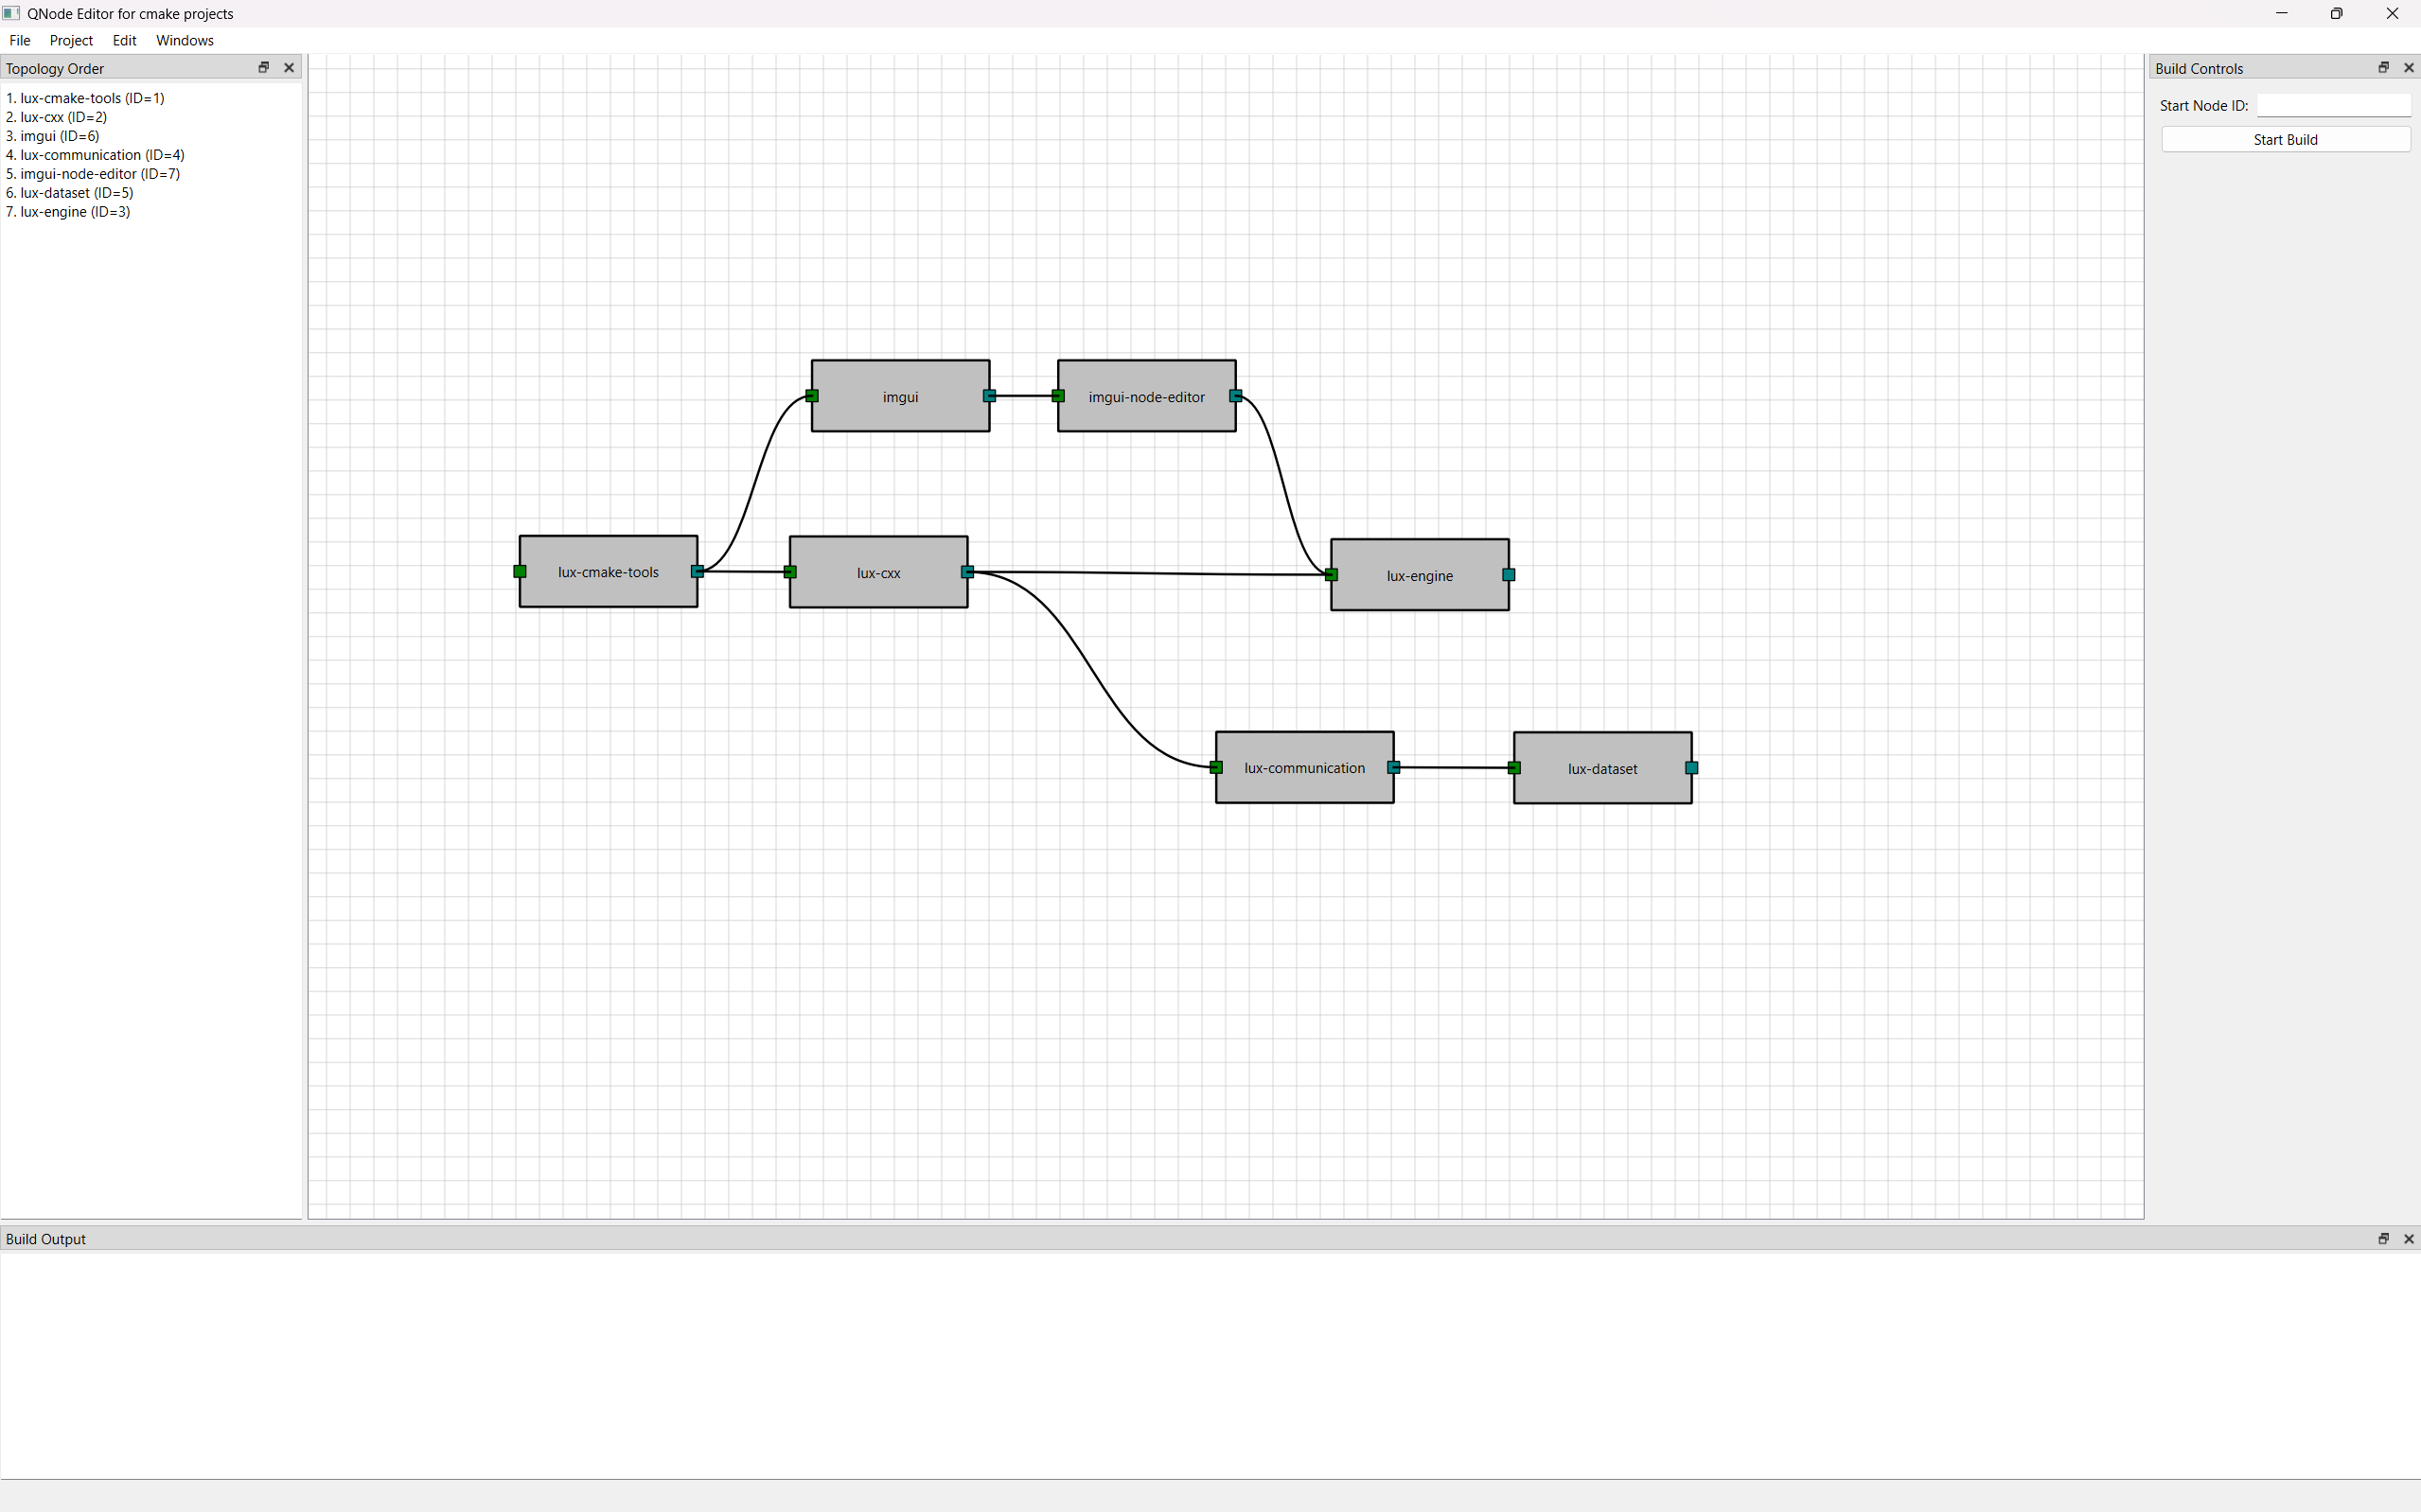 QNode Editor for cmake projects
File Project Edit Windows
Topology Order
1. lux-cmake-tools (ID=1)
2. lux-cxx (ID=2)
3. imgui (ID=6)
4. lux-communication (ID=4)
5. imgui-node-editor (ID=7)
6. lux-dataset (ID=5)
7. lux-engine (ID=3)
imgui
imgui-node-editor
lux-cmake-tools
lux-cxx
lux-engine
lux-communication
lux-dataset
Build Controls
Start Node ID:
Start Build
Build Output